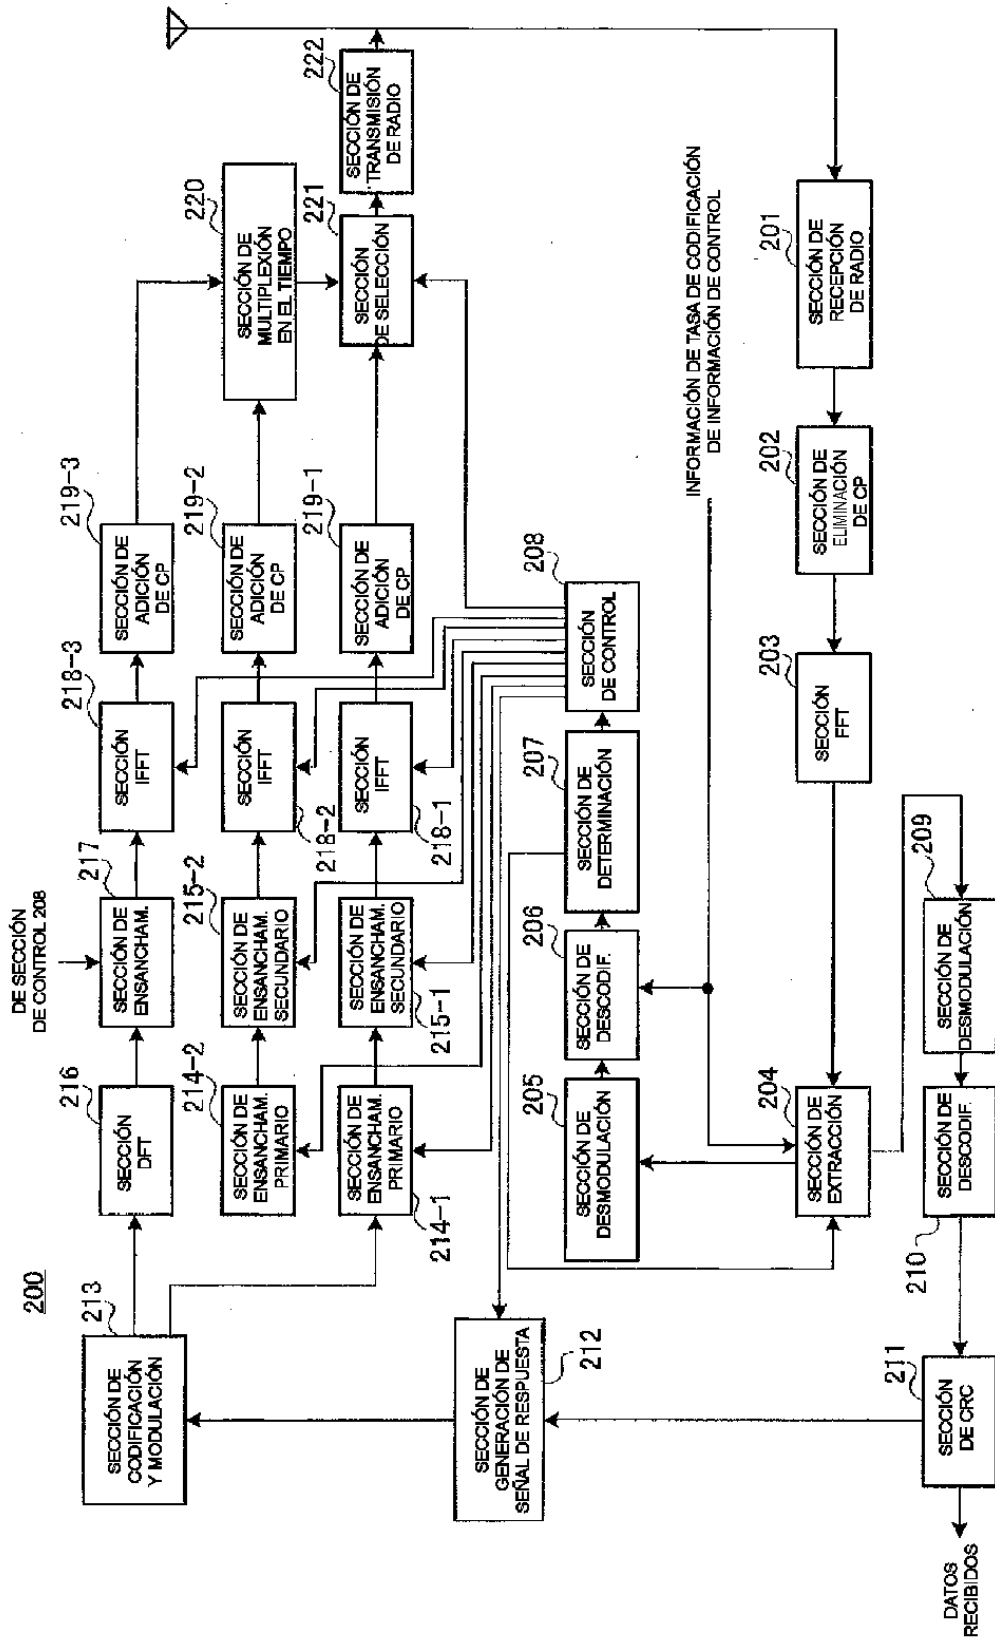 200
213
SECCIÓN DE
CODIFICACIÓN
Y MODULACIÓN
216
SECCIÓN
DFT
DE SECCIÓN
DE CONTROL 208
217
SECCIÓN DE
ENSANCHAM.
218-3
SECCIÓN
IFFT
219-3
SECCIÓN DE
ADICIÓN
DE CP
214-2
SECCIÓN DE
ENSANCHAM.
PRIMARIO
215-2
SECCIÓN DE
ENSANCHAM.
SECUNDARIO
SECCIÓN
IFFT
218-2
219-2
SECCIÓN DE
ADICIÓN
DE CP
220
SECCIÓN DE
MULTIPLEXIÓN
EN EL TIEMPO
SECCIÓN DE
ENSANCHAM.
PRIMARIO
214-1
SECCIÓN DE
ENSANCHAM.
SECUNDARIO
215-1
SECCIÓN
IFFT
218-1
219-1
SECCIÓN DE
ADICIÓN
DE CP
221
SECCIÓN
DE SELECCIÓN
222
SECCIÓN DE
TRANSMISIÓN
DE RADIO
SECCIÓN DE
GENERACIÓN DE
SEÑAL DE RESPUESTA
212
205
SECCIÓN DE
DESMODULACIÓN
206
SECCIÓN DE
DESCODIF.
207
SECCIÓN DE
DETERMINACIÓN
208
SECCIÓN
DE CONTROL
INFORMACIÓN DE TASA DE CODIFICACIÓN
DE INFORMACIÓN DE CONTROL
204
SECCIÓN DE
EXTRACCIÓN
203
SECCIÓN
FFT
202
SECCIÓN DE
ELIMINACIÓN
DE CP
201
SECCIÓN DE
RECEPCIÓN
DE RADIO
DATOS
RECIBIDOS
211
SECCIÓN
DE CRC
210
SECCIÓN DE
DESCODIF.
209
SECCIÓN DE
DESMODULACIÓN